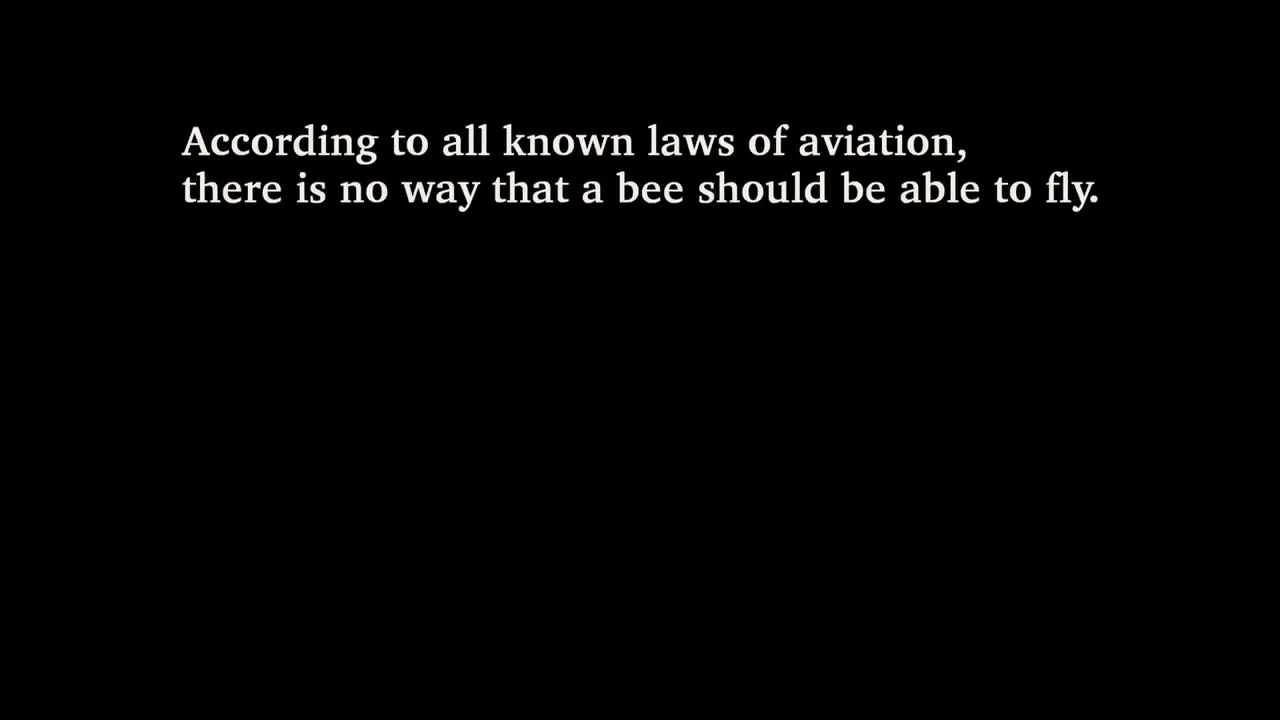 According to all known laws of aviation,
there is no way that a bee should be able to fly.